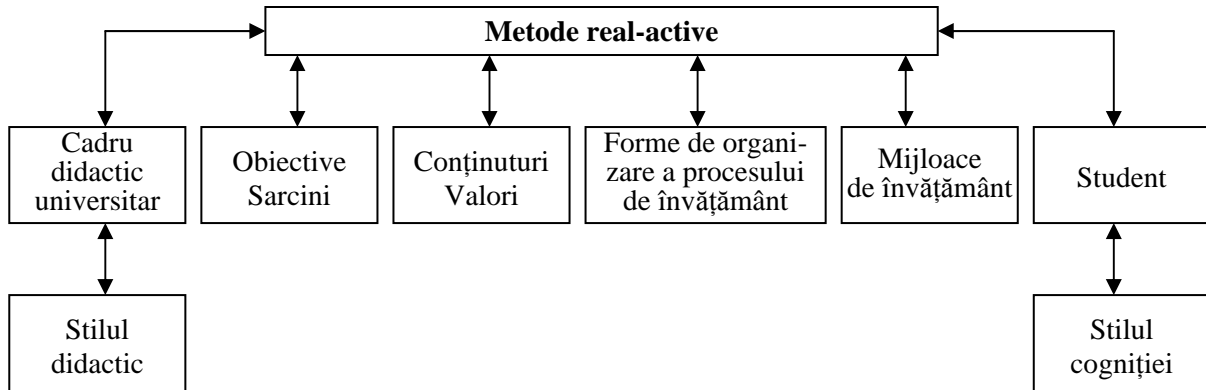 Metode real-active
Cadru
didactic
universitar
Obiective
Sarcini
Conținuturi
Valori
Forme de organi-
zare a procesului
de învățământ
Mijloace
de învățământ
Student
Stilul
didactic
Stilul
cogniției